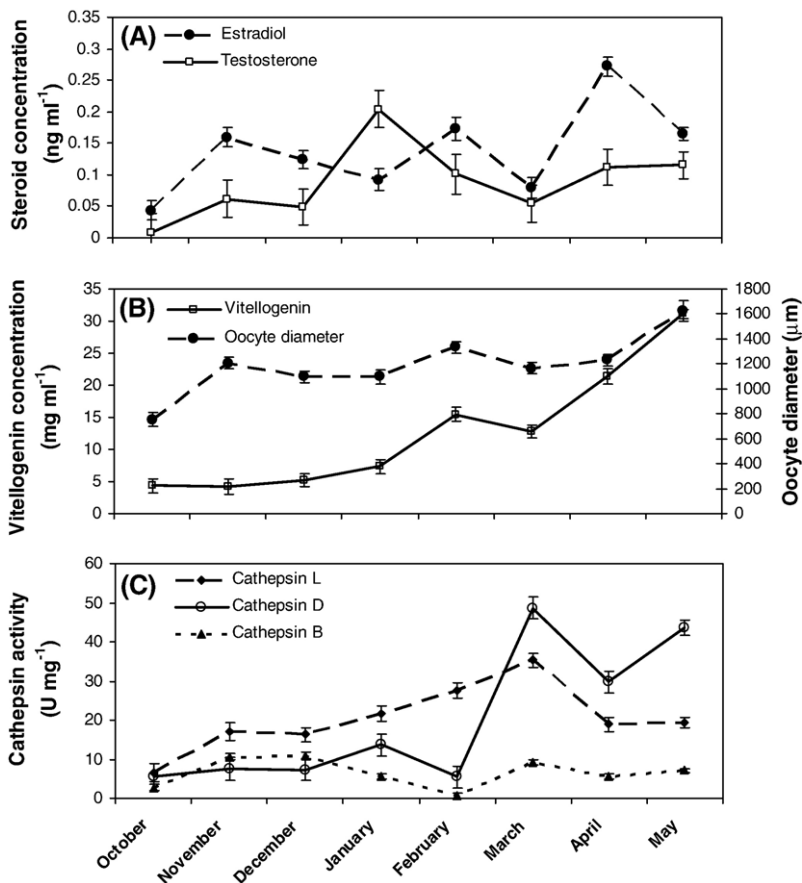 (A)
Estradiol
Testosterone
Steroid concentration
(ng ml⁻¹)
0.35
0.3
0.25
0.2
0.15
0.1
0.05
0
(B)
Vitellogenin
Oocyte diameter
Vitellogenin concentration
(mg ml⁻¹)
35
30
25
20
15
10
5
0
1800
1600
1400
1200
1000
800
600
400
200
0
Oocyte diameter (μm)
(C)
Cathepsin L
Cathepsin D
Cathepsin B
Cathepsin activity
(U mg⁻¹)
60
50
40
30
20
10
0
October
November
December
January
February
March
April
May